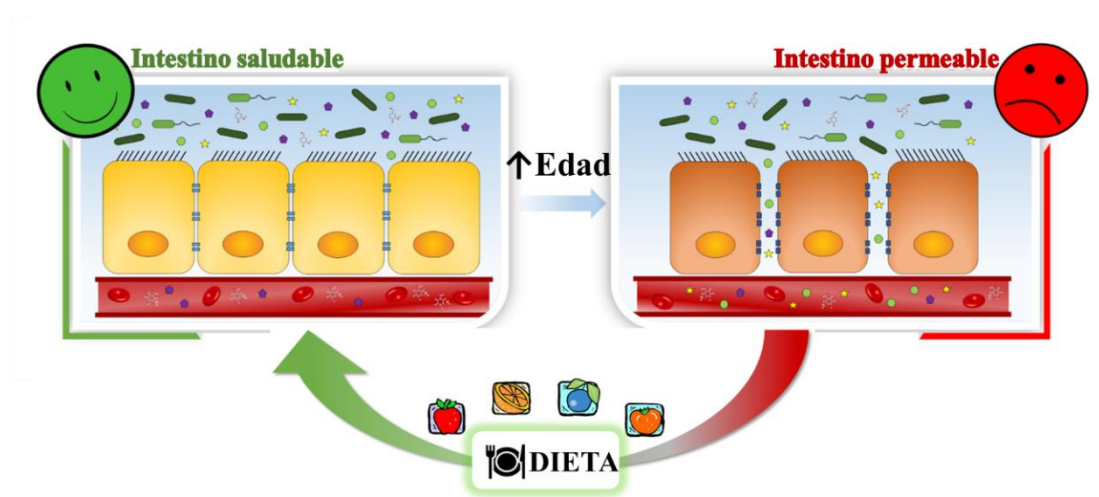 Intestino saludable
Intestino permeable
↑Edad
DIETA